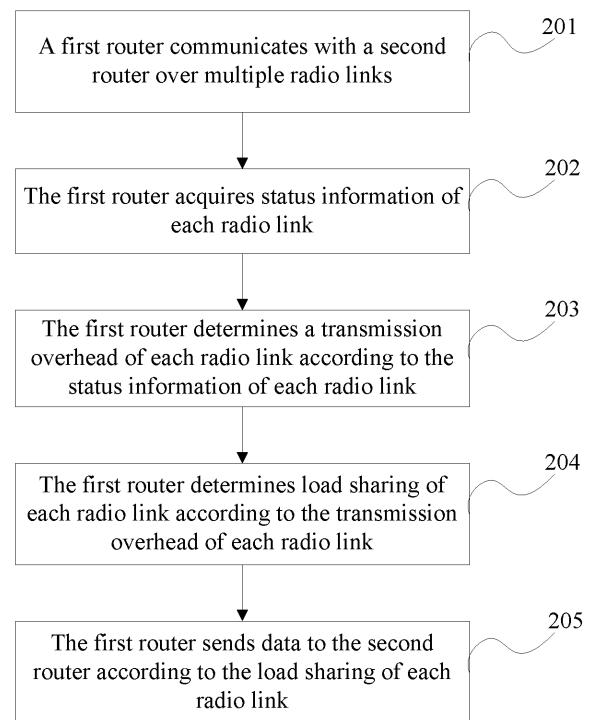 A first router communicates with a second
router over multiple radio links
201
The first router acquires status information of
each radio link
202
The first router determines a transmission
overhead of each radio link according to the
status information of each radio link
203
The first router determines load sharing of
each radio link according to the transmission
overhead of each radio link
204
The first router sends data to the second
router according to the load sharing of each
radio link
205